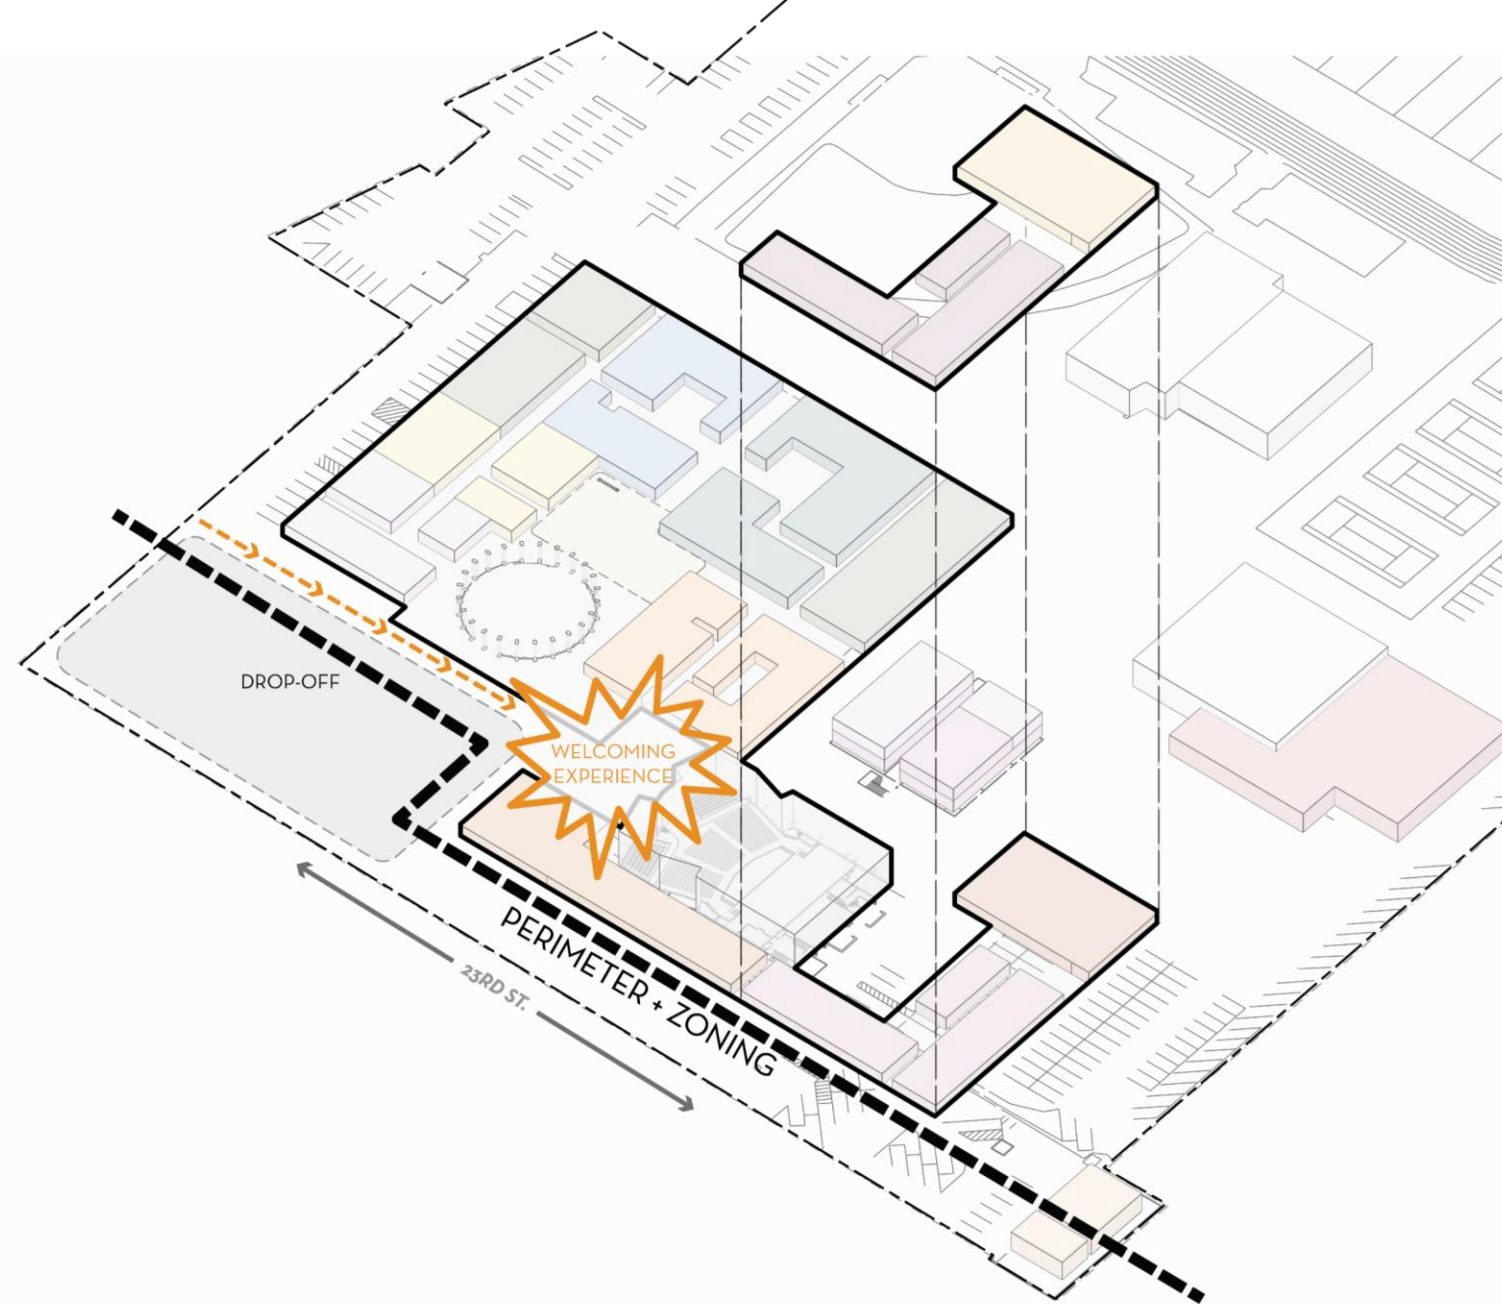 DROP-OFF
WELCOMING
EXPERIENCE
PERIMETER + ZONING
23RD ST.